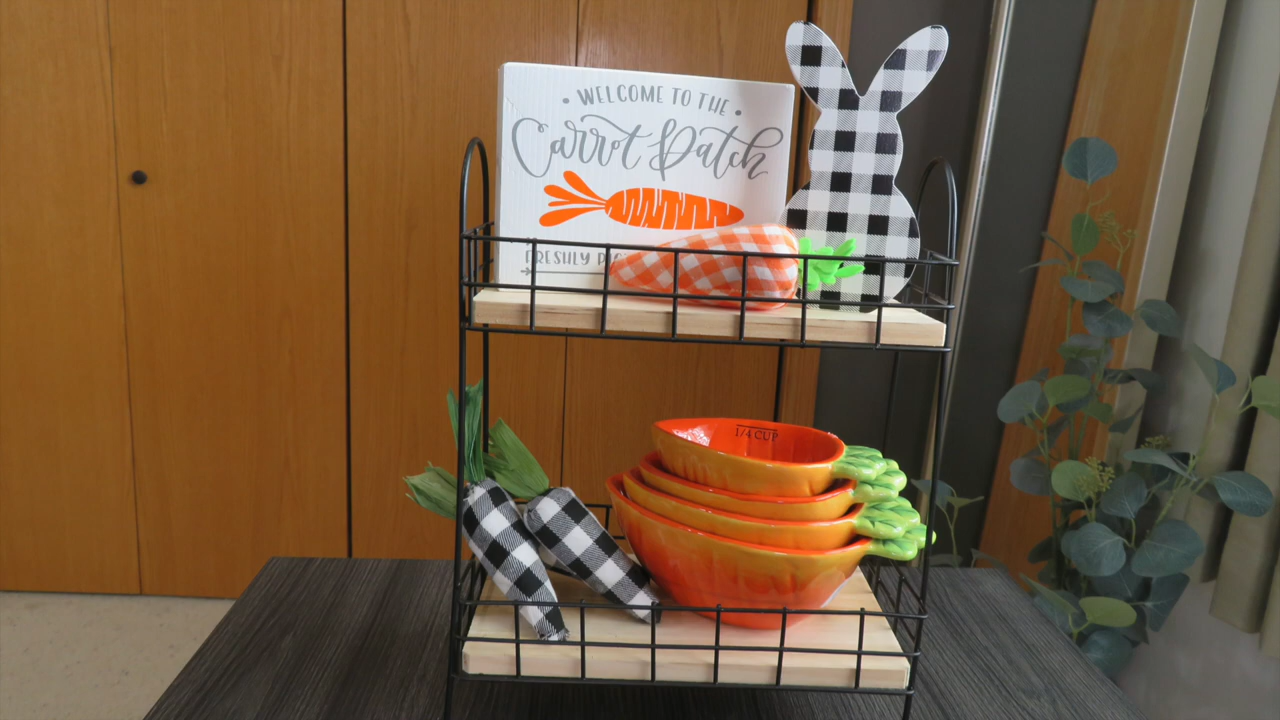 • WELCOME TO THE •
Carrot Patch
FRESHLY
1/4 CUP